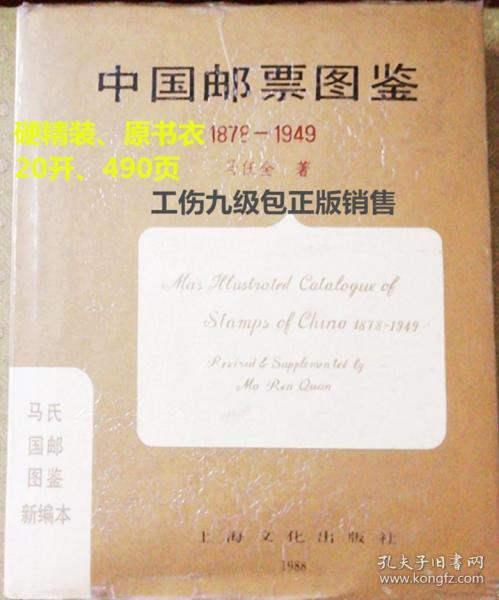 中国邮票图鉴
硬精装、原书衣
1878－1949
20开、490页
马任全 著
工伤九级包正版销售
Ma's Illustrated Catalogue of
Stamps of China 1878-1949
Revised & Supplemented by
Ma Ren Quan
马氏
国邮
图鉴
新编本
上海文化出版社
1988
孔夫子旧书网
www.kongfz.com